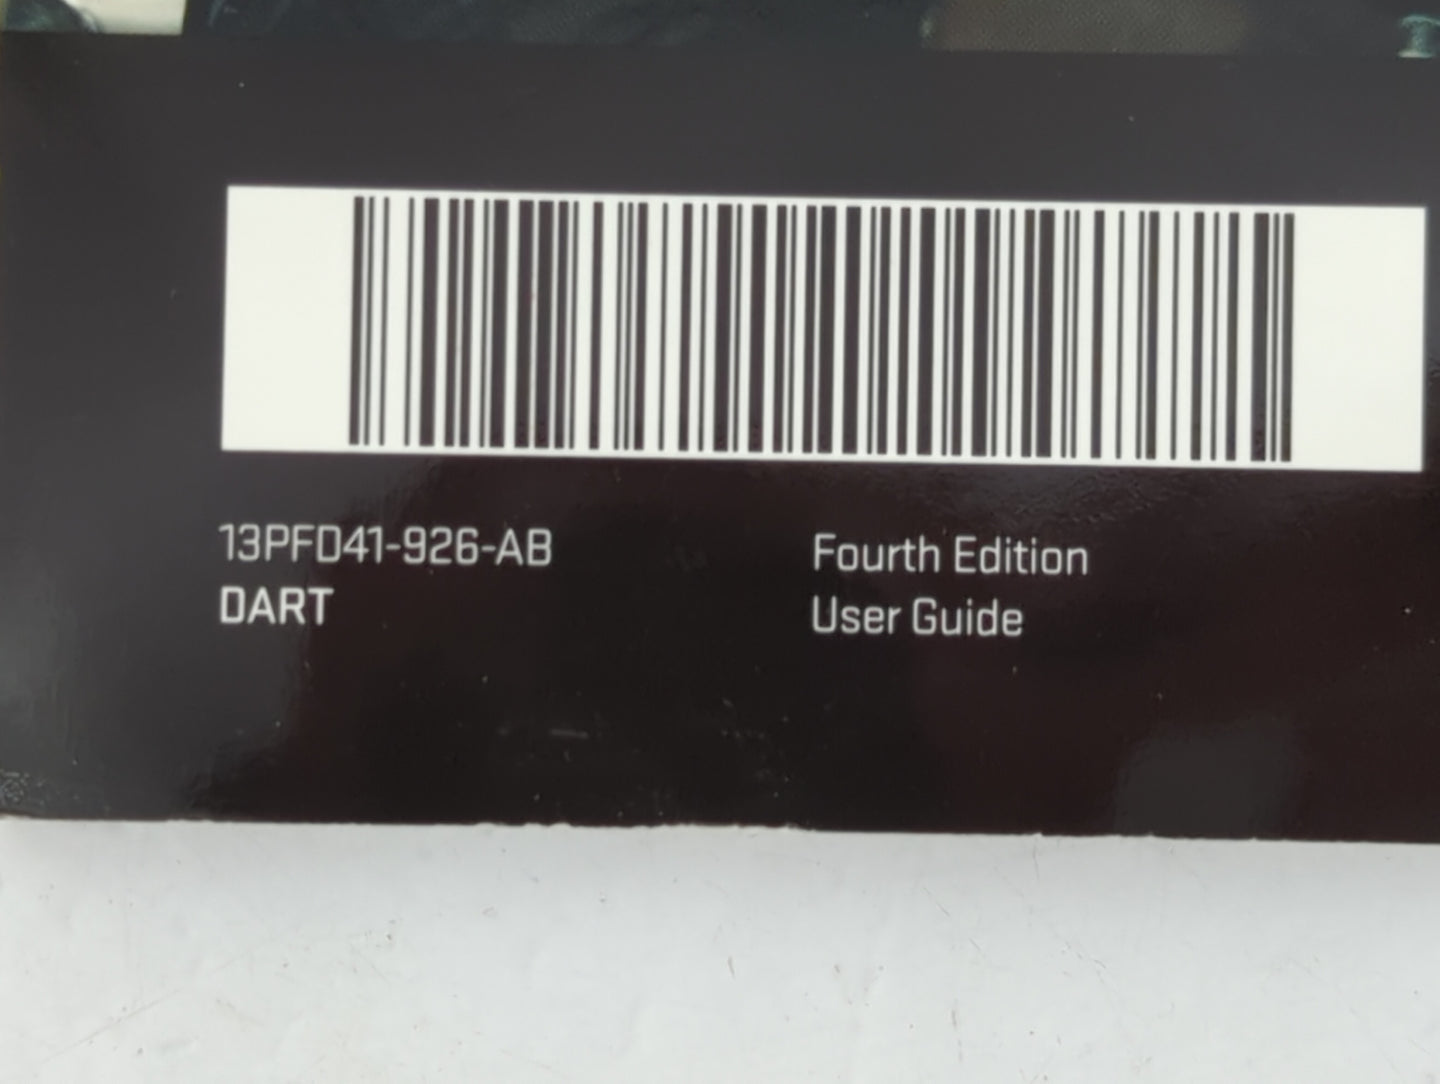 13PFD41-926-AB
DART
Fourth Edition
User Guide